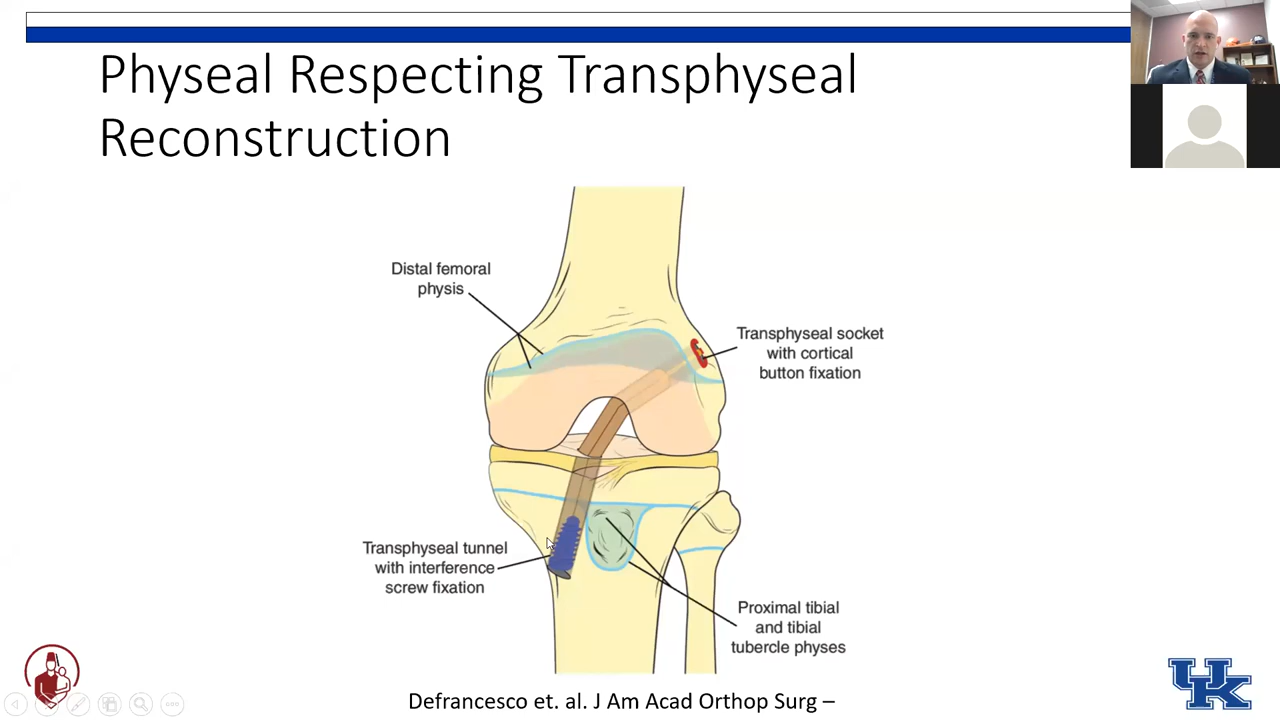 Physeal Respecting Transphyseal
Reconstruction
Distal femoral
physis
Transphyseal socket
with cortical
button fixation
Transphyseal tunnel
with interference
screw fixation
Proximal tibial
and tibial
tubercle physes
Defrancesco et. al. J Am Acad Orthop Surg –
UK